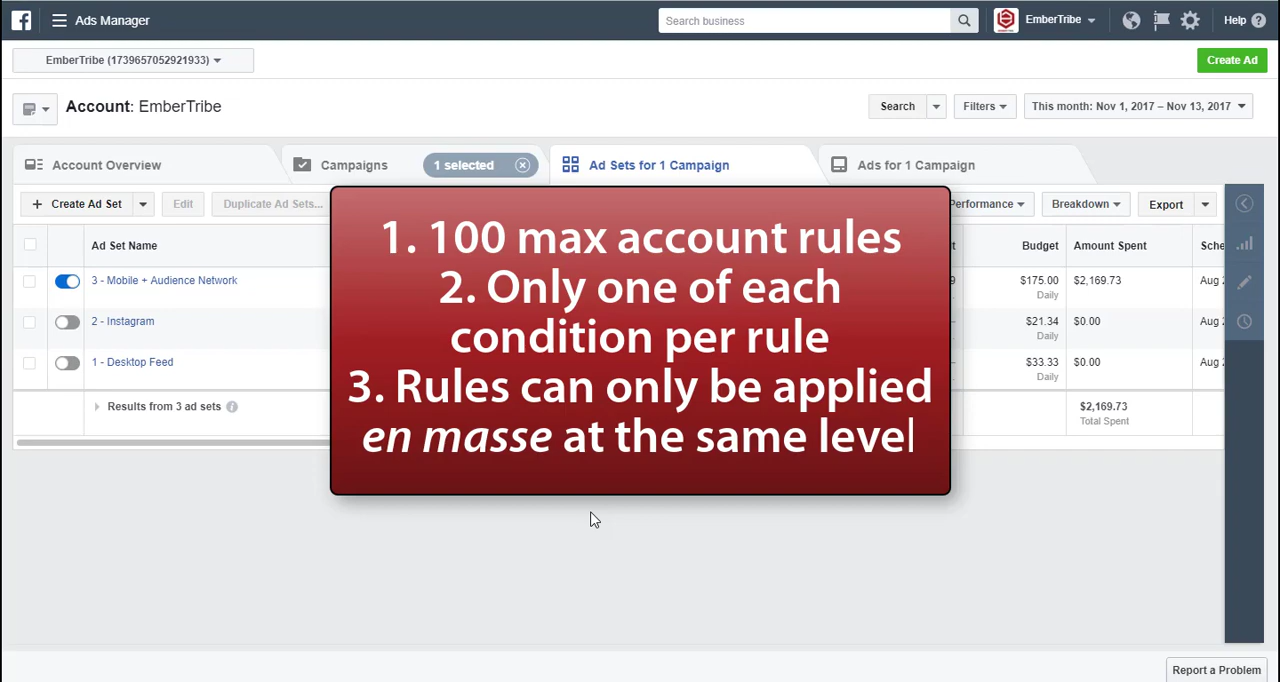 Ads Manager
Search business
EmberTribe
Help
EmberTribe (1739657052921933)
Create Ad
Account: EmberTribe
Search
Filters
This month: Nov 1, 2017 – Nov 13, 2017
Account Overview
Campaigns
1 selected
Ad Sets for 1 Campaign
Ads for 1 Campaign
+ Create Ad Set
Edit
Duplicate Ad Sets...
Performance
Breakdown
Export
Ad Set Name
Budget
Amount Spent
3 - Mobile + Audience Network
$175.00
Daily
$2,169.73
Aug
2 - Instagram
$21.34
Daily
$0.00
Aug
1 - Desktop Feed
$33.33
Daily
$0.00
Aug
Results from 3 ad sets
$2,169.73
Total Spent
1. 100 max account rules
2. Only one of each
condition per rule
3. Rules can only be applied
en masse at the same level
Report a Problem